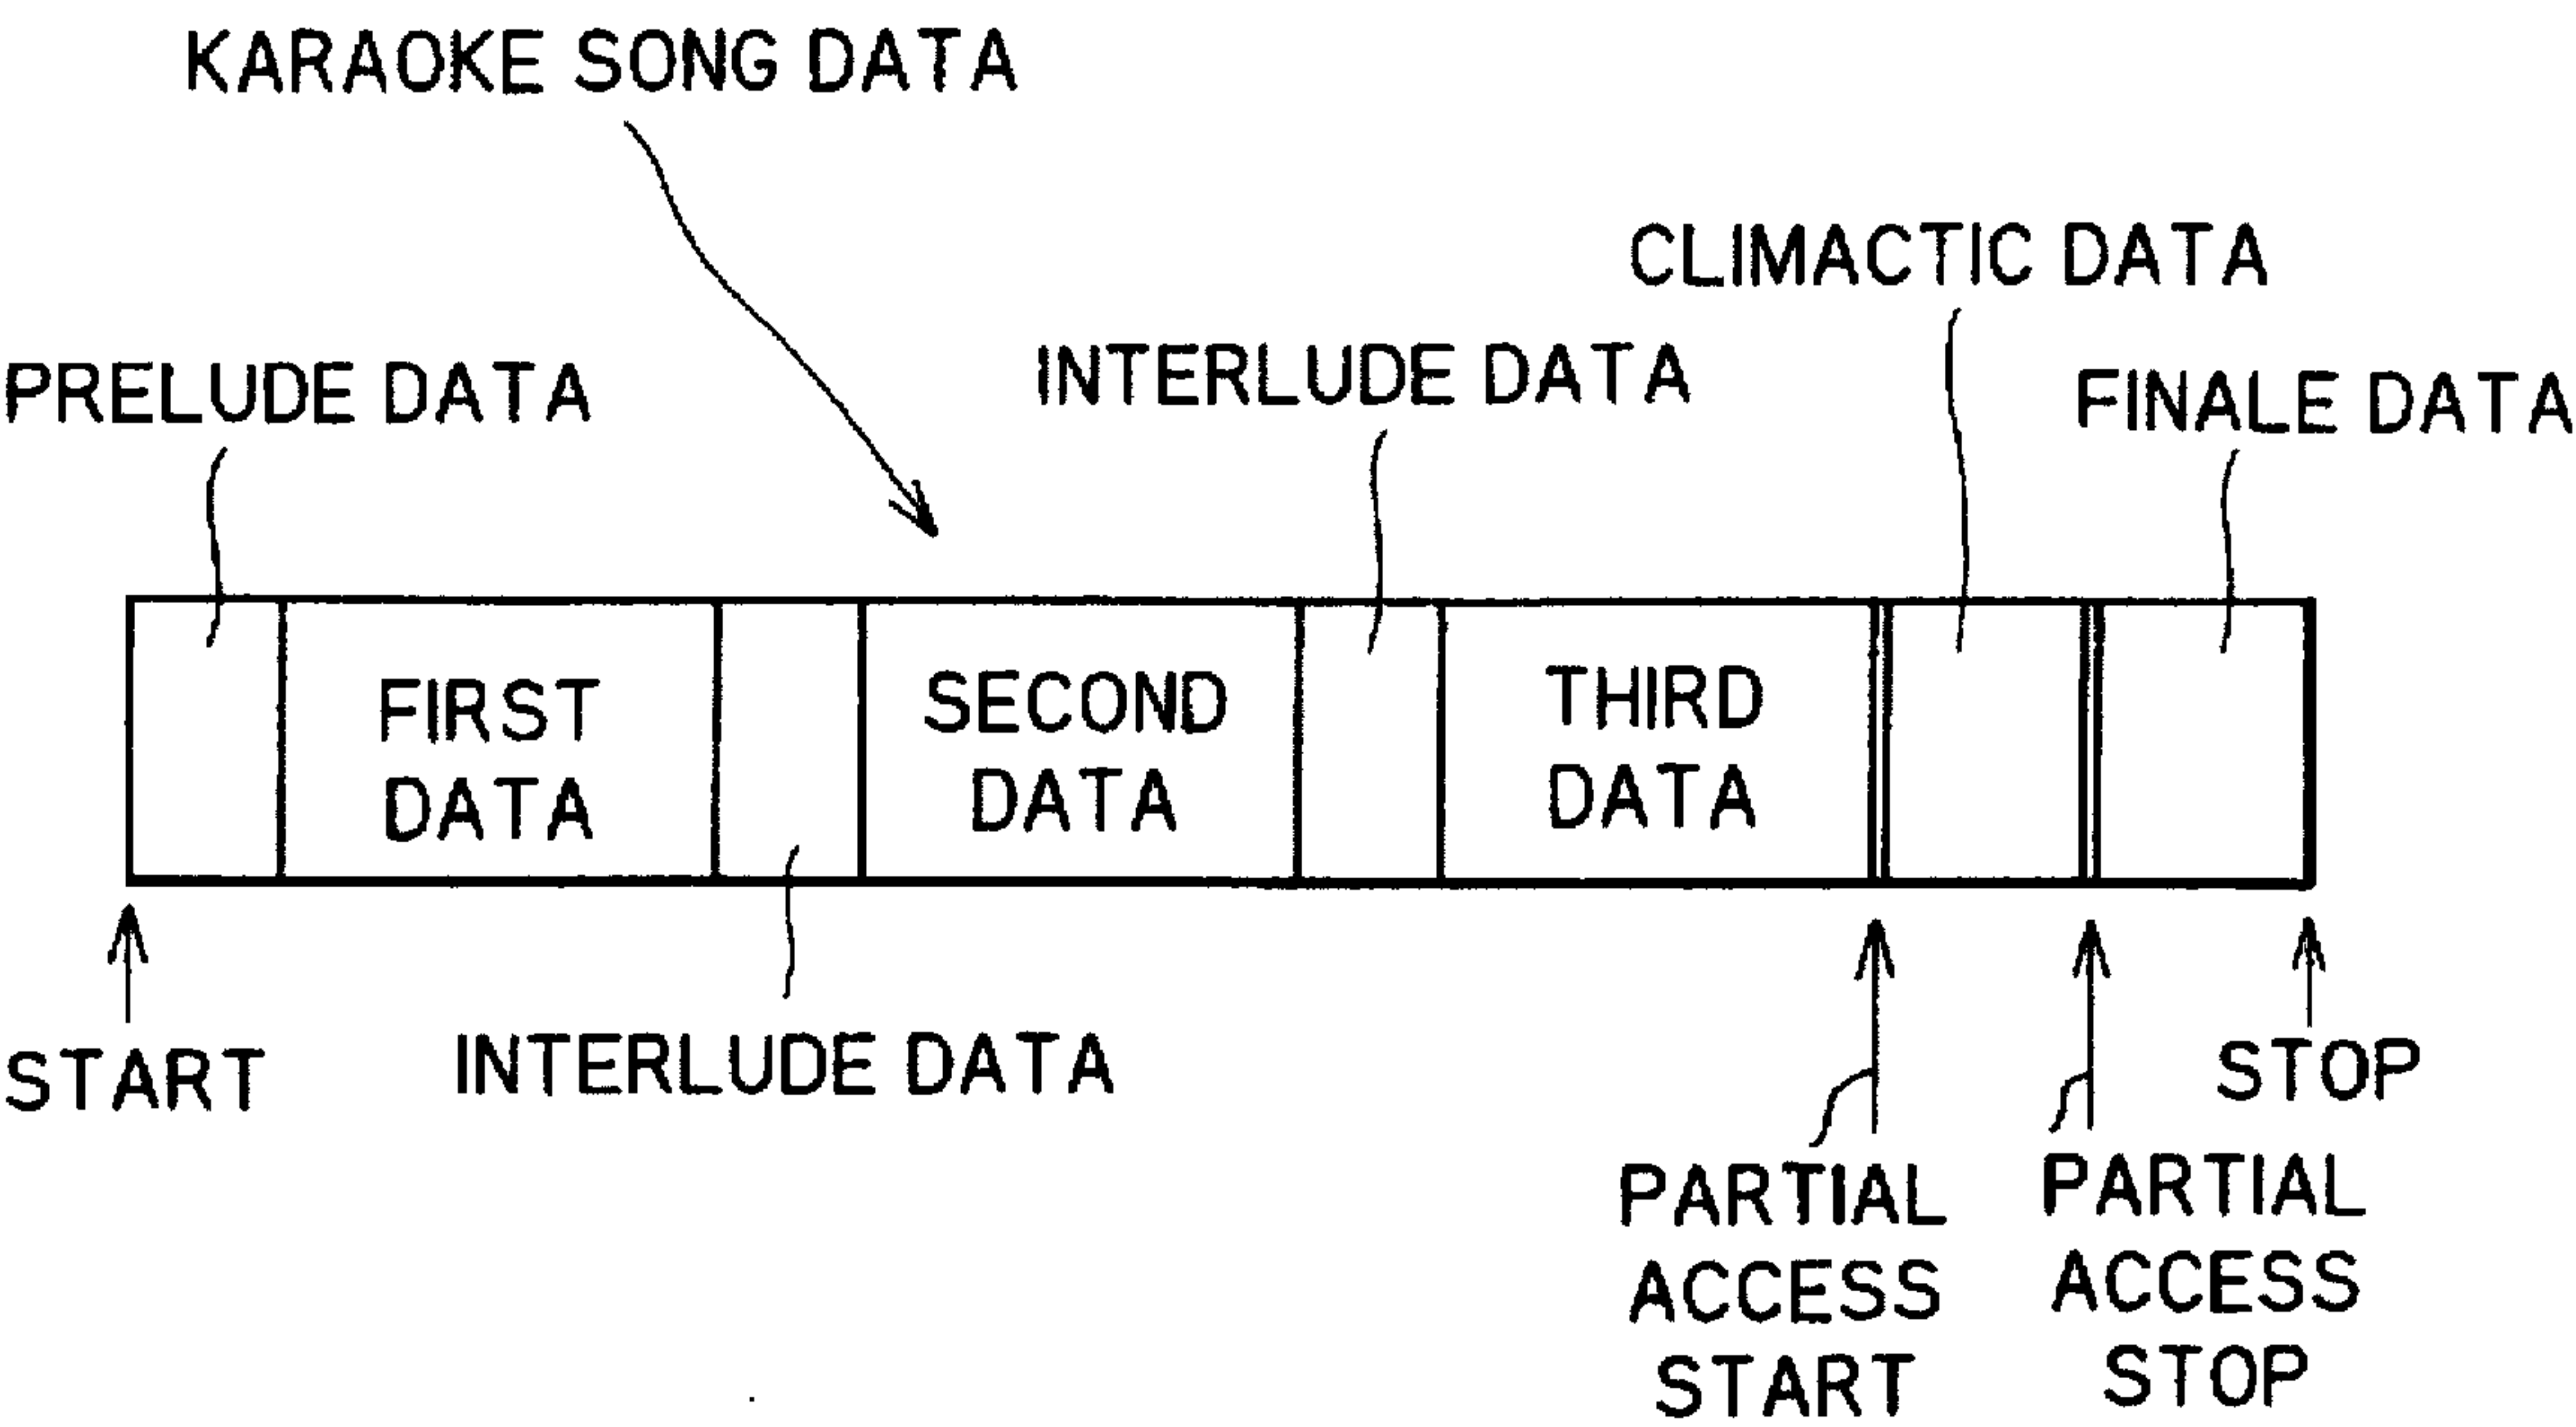 KARAOKE SONG DATA
CLIMACTIC DATA
INTERLUDE DATA
PRELUDE DATA
FINALE DATA
FIRST
DATA
SECOND
DATA
THIRD
DATA
START
INTERLUDE DATA
STOP
PARTIAL
ACCESS
START
PARTIAL
ACCESS
STOP